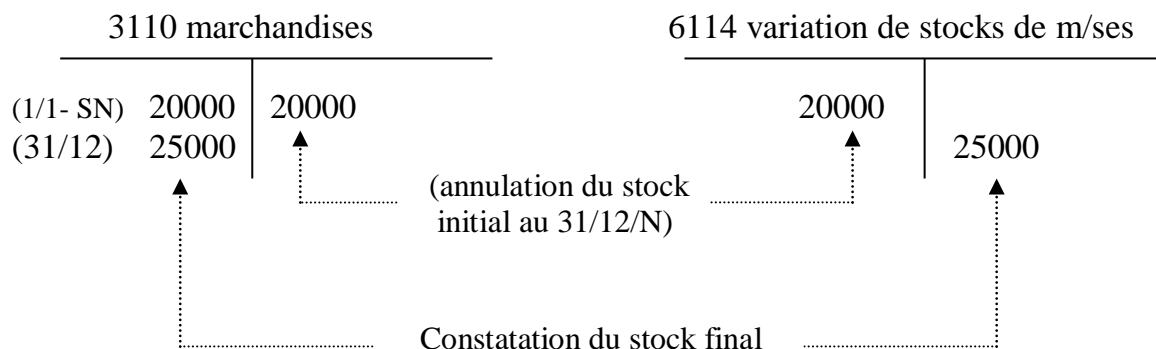 3110 marchandises 6114 variation de stocks de m/ses
(1/1- SN) 20000 20000 20000
(31/12) 25000 25000
(annulation du stock
initial au 31/12/N)
Constatation du stock final